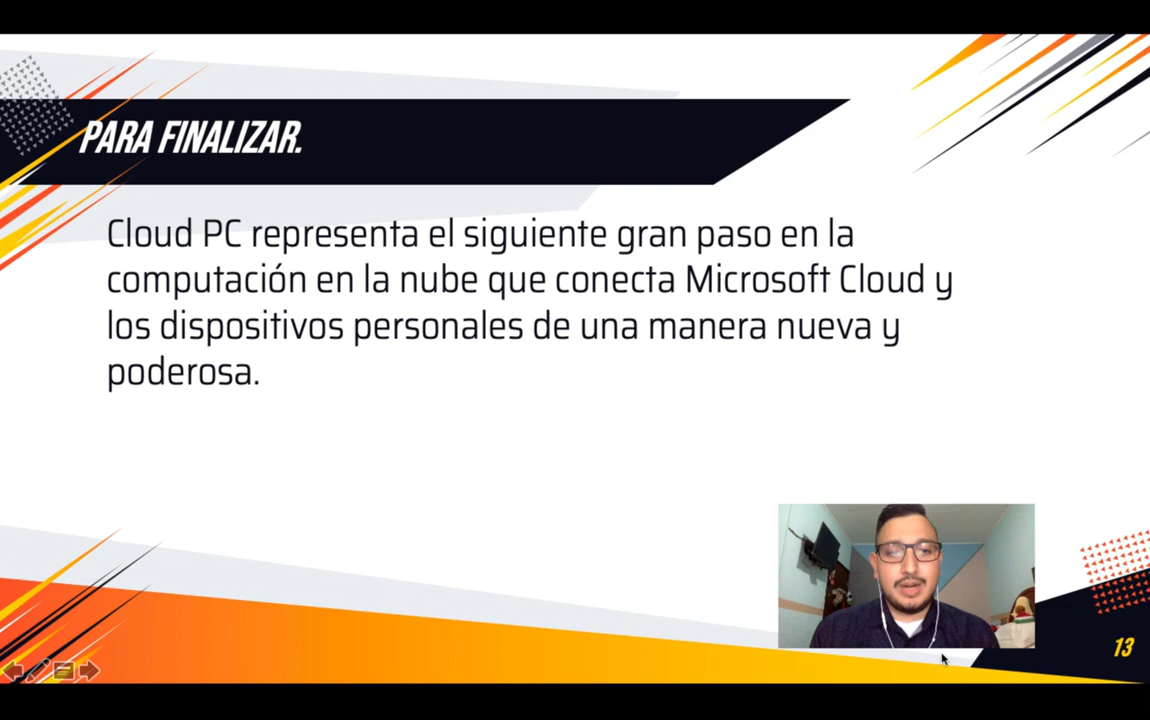 PARA FINALIZAR.
Cloud PC representa el siguiente gran paso en la
computación en la nube que conecta Microsoft Cloud y
los dispositivos personales de una manera nueva y
poderosa.
13